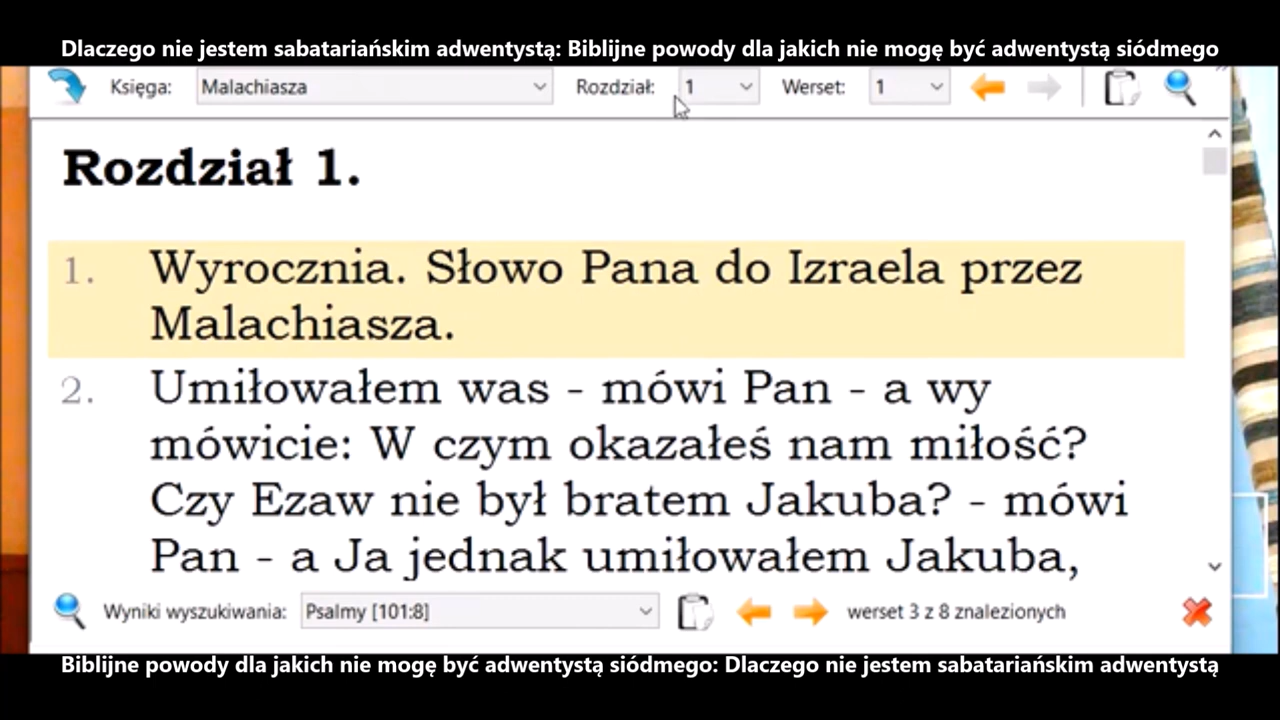 Dlaczego nie jestem sabatariańskim adwentystą: Biblijne powody dla jakich nie mogę być adwentystą siódmego
Księga: Malachiasza Rozdział: 1 Werset: 1
Rozdział 1.
1. Wyrocznia. Słowo Pana do Izraela przez
Malachiasza.
2. Umiłowałem was - mówi Pan - a wy
mówicie: W czym okazałeś nam miłość?
Czy Ezaw nie był bratem Jakuba? - mówi
Pan - a Ja jednak umiłowałem Jakuba,
Wyniki wyszukiwania: Psalmy [101:8] werset 3 z 8 znalezionych
Biblijne powody dla jakich nie mogę być adwentystą siódmego: Dlaczego nie jestem sabatariańskim adwentystą